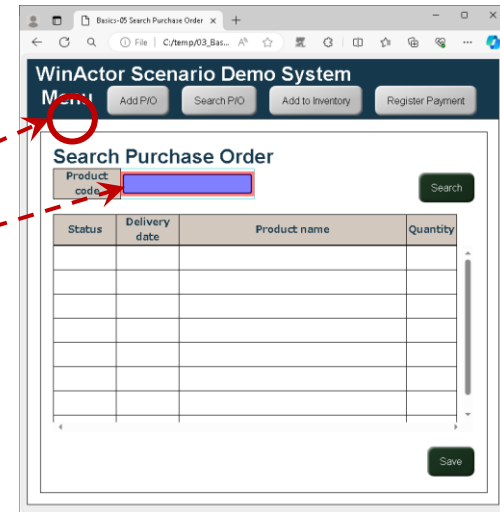 Basics-05 Search Purchase Order
File C:/temp/03_Bas...
WinActor Scenario Demo System
Menu
Add P/O
Search P/O
Add to Inventory
Register Payment
Search Purchase Order
Product
code
Search
Status
Delivery
date
Product name
Quantity
Save